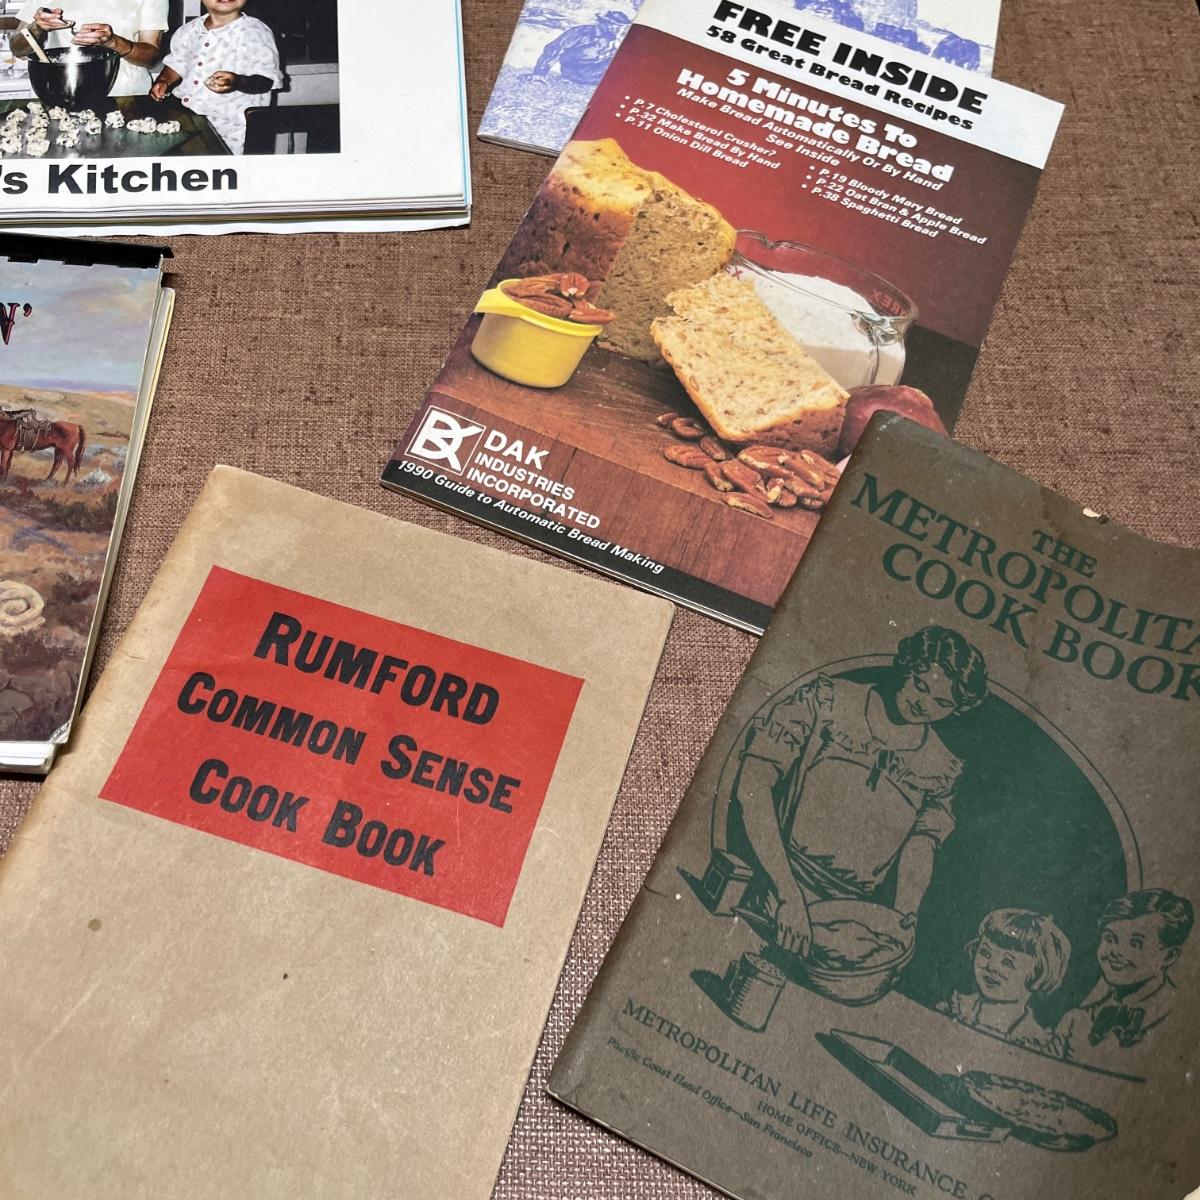 's Kitchen
N'
FREE INSIDE
58 Great Bread Recipes
5 Minutes To
Homemade Bread
Make Bread Automatically Or By Hand
See Inside
• P.7 Cholesterol Crusher?
• P.32 Make Bread By Hand
• P.11 Onion Dill Bread
• P.19 Bloody Mary Bread
• P.22 Oat Bran & Apple Bread
• P.38 Spaghetti Bread
DAK
INDUSTRIES
INCORPORATED
1990 Guide to Automatic Bread Making
RUMFORD
COMMON SENSE
COOK BOOK
THE
METROPOLITA
COOK BOOK
METROPOLITAN LIFE INSURANCE C
HOME OFFICE—NEW YORK
Pacific Coast Head Office—San Francisco